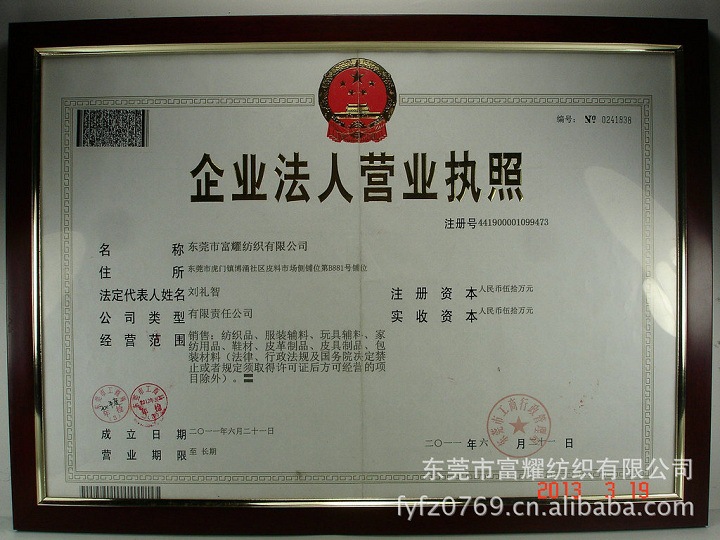 编号： № 0241838
企业法人营业执照
注册号441900001099473
名 称 东莞市富耀纺织有限公司
住 所 东莞市虎门镇博涌社区皮料市场侧铺位第B881号铺位
法定代表人姓名 刘礼智
注 册 资 本 人民币伍拾万元
公 司 类 型 有限责任公司
实 收 资 本 人民币伍拾万元
经 营 范 围 销售：纺织品、服装辅料、玩具辅料、家
纺用品、鞋材、皮革制品、皮具制品、包
装材料（法律、行政法规及国务院决定禁
止或者规定须取得许可证后方可经营的项
目除外）。
成 立 日 期 二〇一一年六月二十一日
营 业 期 限 至 长期
二〇一一年 六 月二十一日
东莞市富耀纺织有限公司
fyfz0769.cn.alibaba.com
2013 3 19